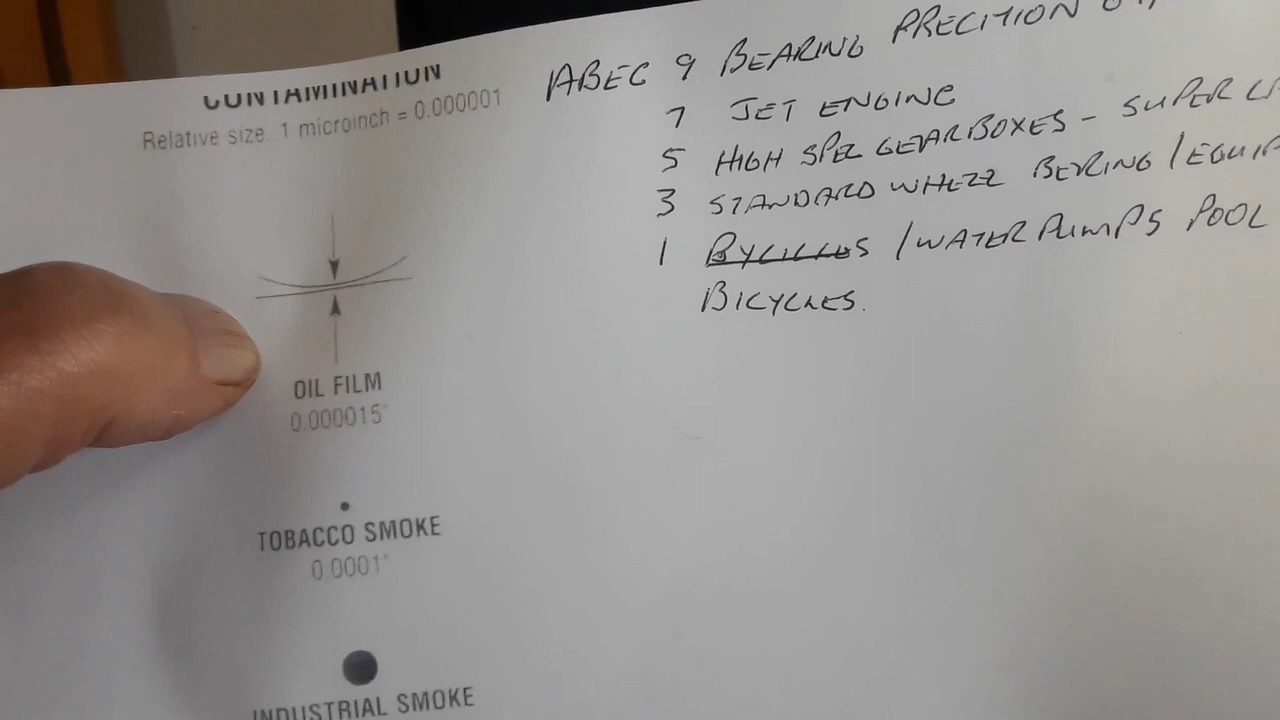 CONTAMINATION
Relative size. 1 microinch = 0.000001
OIL FILM
0.000015"
TOBACCO SMOKE
0.0001"
INDUSTRIAL SMOKE
ABEC 9 BEARING PRECITION
7 JET ENGINE
5 HIGH SPEC GEARBOXES - SUPER
3 STANDARD WHEEL BEARING / EQUIP
1 BYCICLES / WATER PUMPS POOL
BICYCLES.